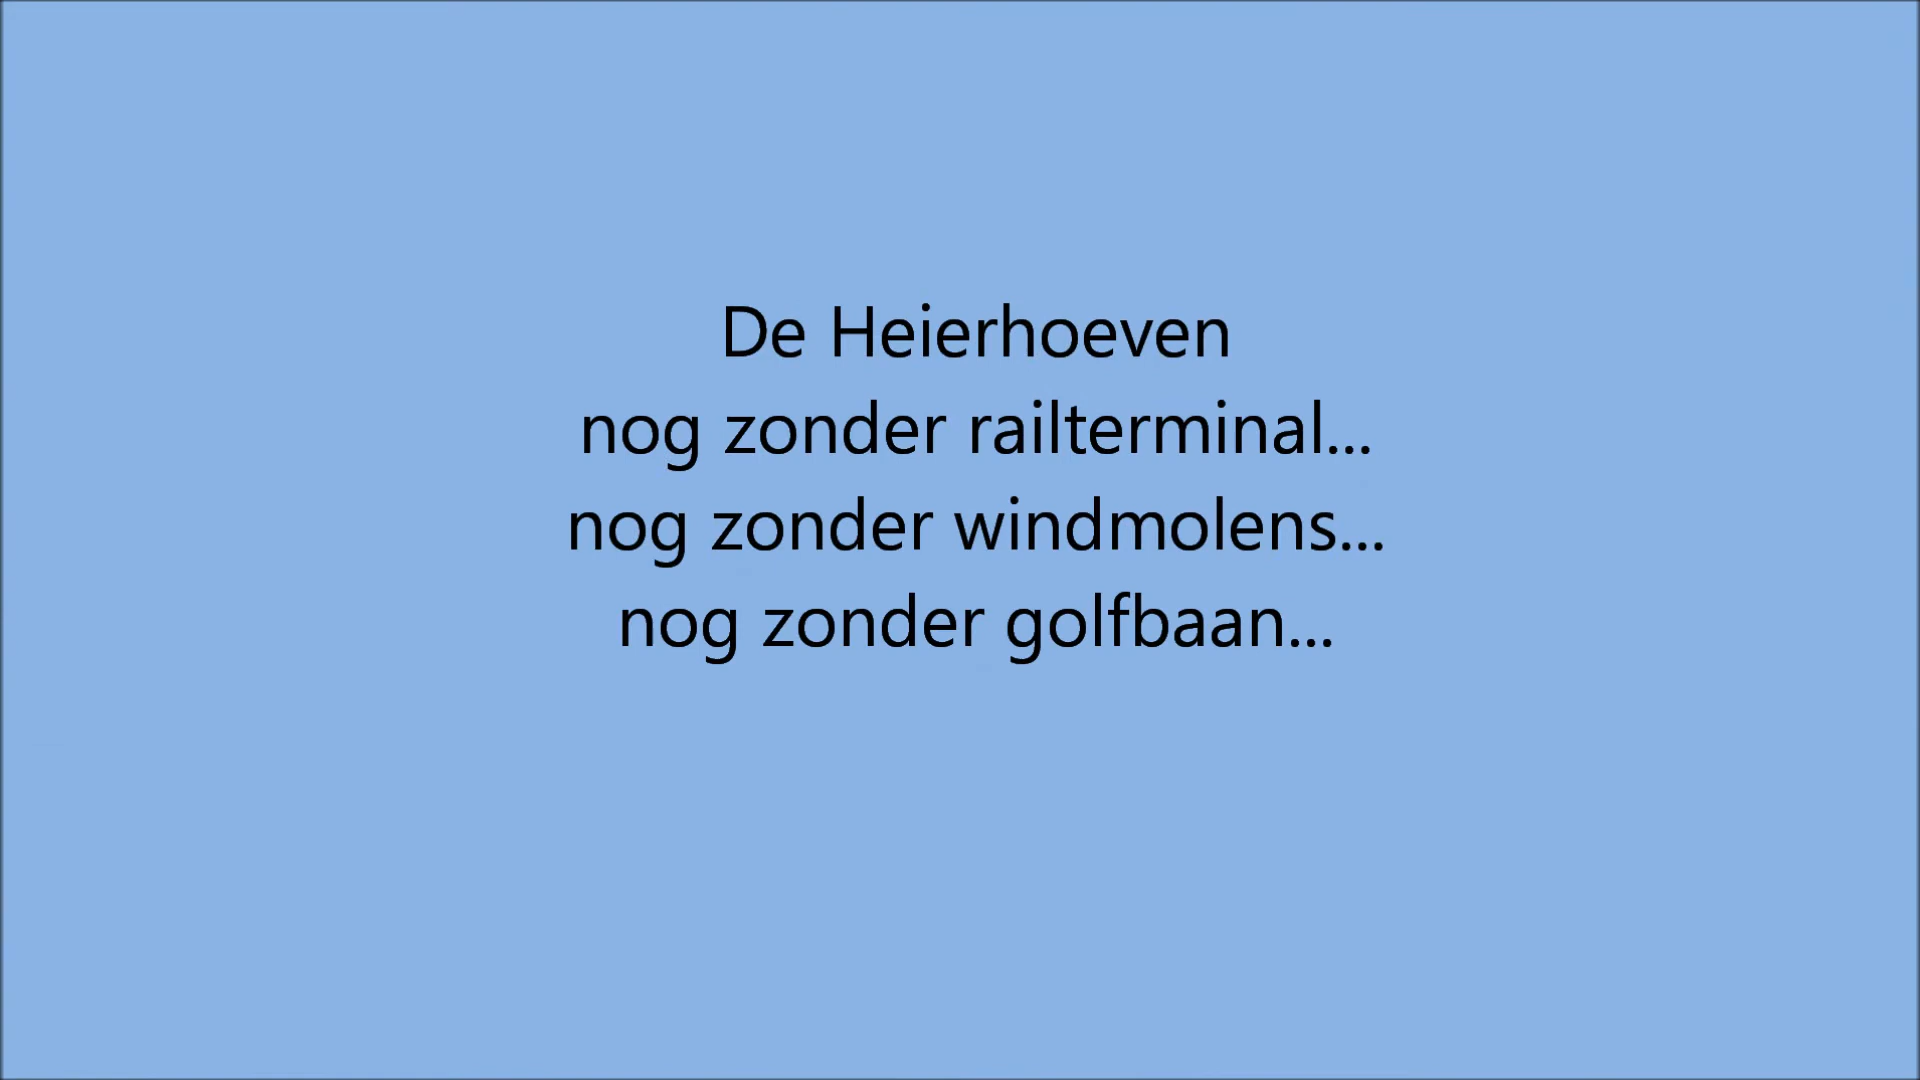 De Heierhoeven
nog zonder railterminal...
nog zonder windmolens...
nog zonder golfbaan...